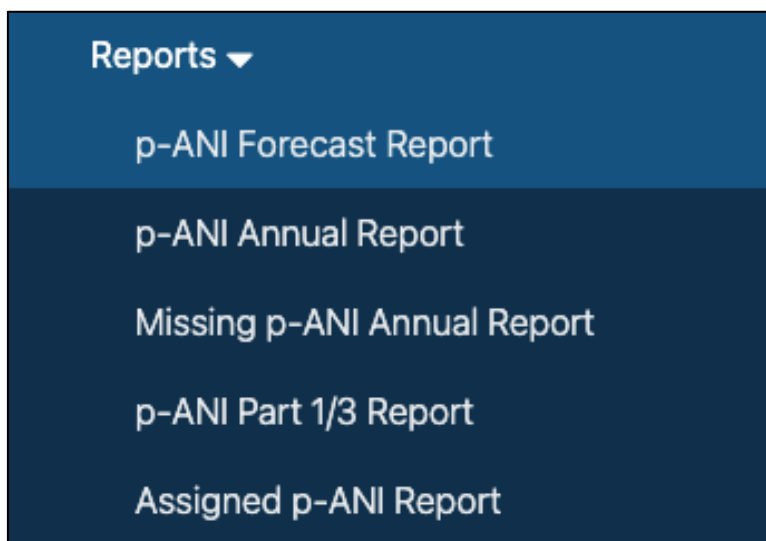 Reports
p-ANI Forecast Report
p-ANI Annual Report
Missing p-ANI Annual Report
p-ANI Part 1/3 Report
Assigned p-ANI Report